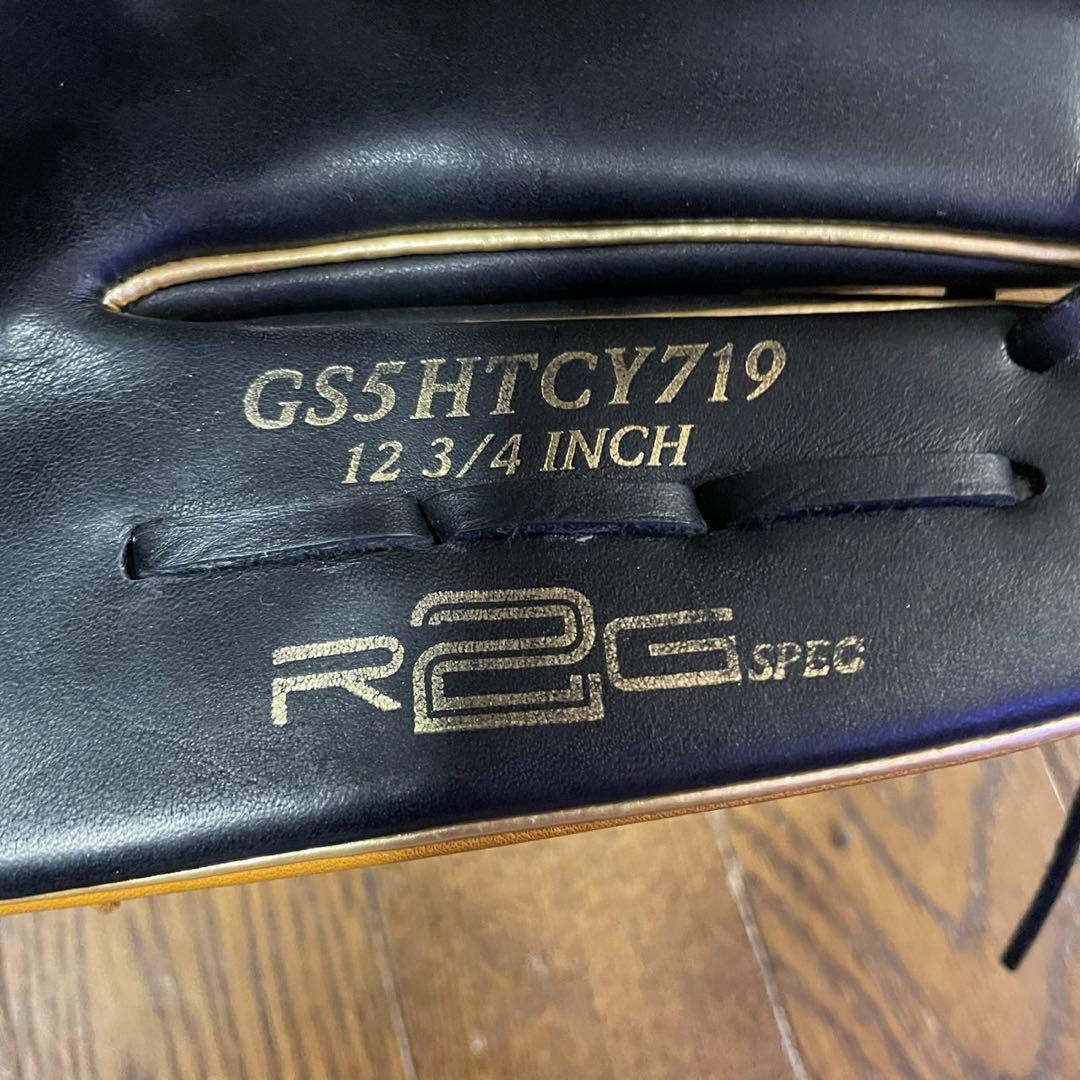 GS5HTCY719
12 3/4 INCH
R2G SPEC